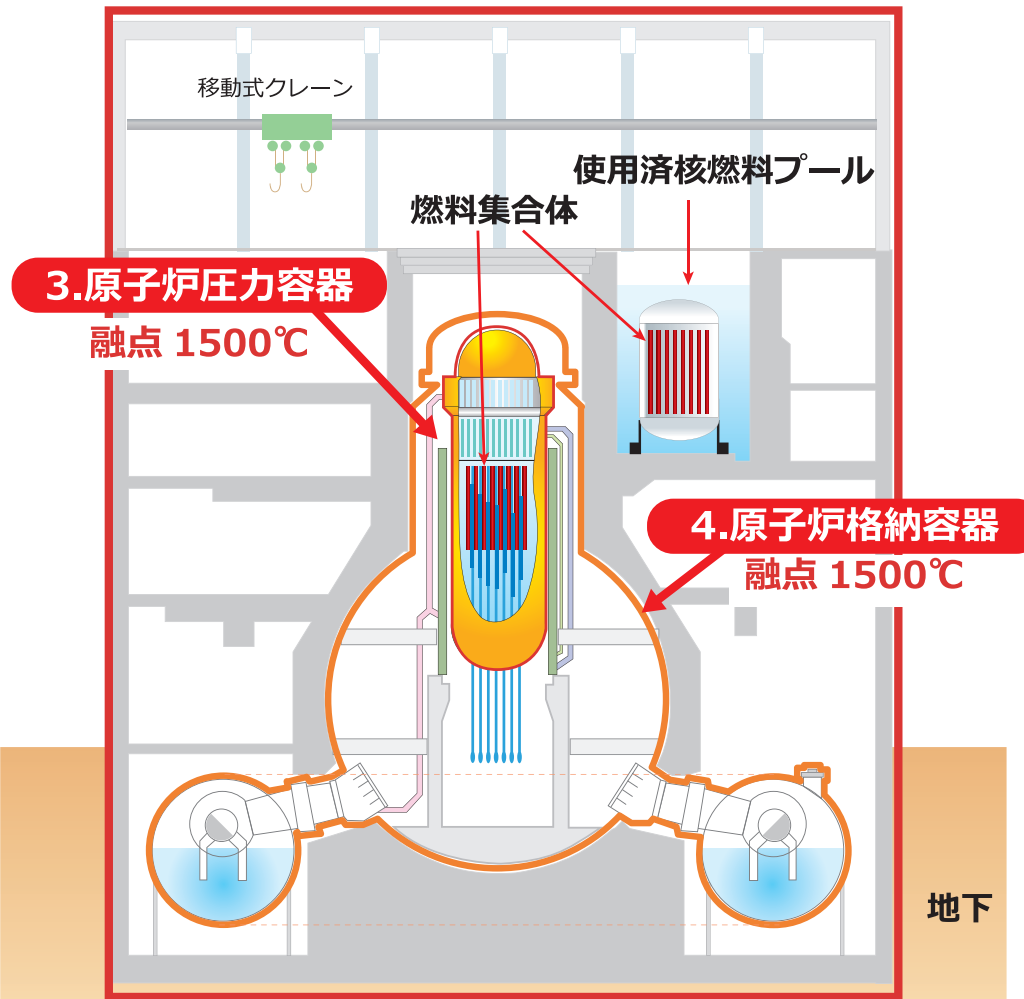 移動式クレーン
使用済核燃料プール
燃料集合体
3.原子炉圧力容器
融点 1500℃
4.原子炉格納容器
融点 1500℃
地下